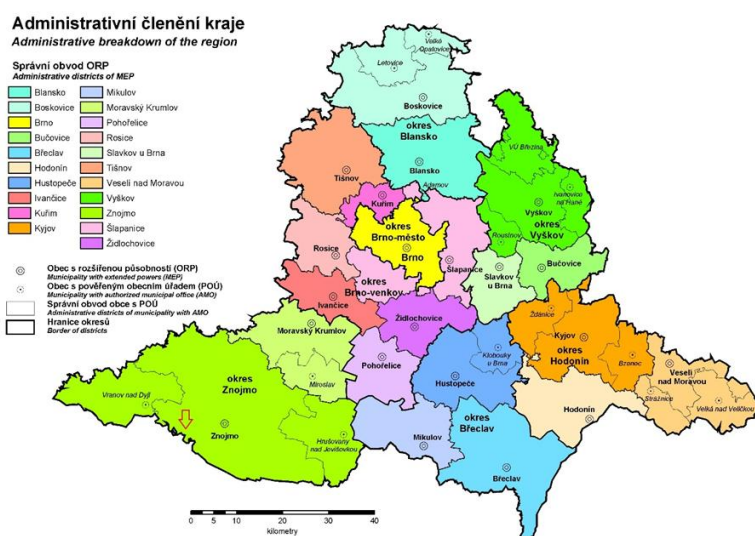 Administrativní členění kraje
Administrative breakdown of the region
Správní obvod ORP
Administrative districts of MEP
Blansko
Boskovice
Brno
Bučovice
Břeclav
Hodonín
Hustopeče
Ivančice
Kuřim
Kyjov
Mikulov
Moravský Krumlov
Pohořelice
Rosice
Slavkov u Brna
Tišnov
Veselí nad Moravou
Vyškov
Znojmo
Šlapanice
Židlochovice
Obec s rozšířenou působností (ORP)
Municipality with extended powers (MEP)
Obec s pověřeným obecním úřadem (POÚ)
Municipality with authorized municipal office (AMO)
Správní obvod obce s POÚ
Administrative districts of municipality with AMO
Hranice okresů
Border of districts
Velké
Opatovice
Letovice
Boskovice
okres
Blansko
Blansko
Adamov
Tišnov
Kuřim
VÚ Březina
Ivanovice
na Hané
Vyškov
okres
Vyškov
Rousínov
okres
Brno-město
Brno
Rosice
Šlapanice
Slavkov
u Brna
Bučovice
okres
Brno-venkov
Ivančice
Židlochovice
Ždánice
Kyjov
okres
Hodonín
Bzenec
Moravský Krumlov
Miroslav
Pohořelice
Klobouky
u Brna
Hustopeče
Veselí
nad Moravou
Strážnice
Velká nad Veličkou
okres
Znojmo
Vranov nad Dyjí
Znojmo
Hrušovany
nad Jevišovkou
Mikulov
okres
Břeclav
Hodonín
Břeclav
0 5 10 20 30 40
kilometry